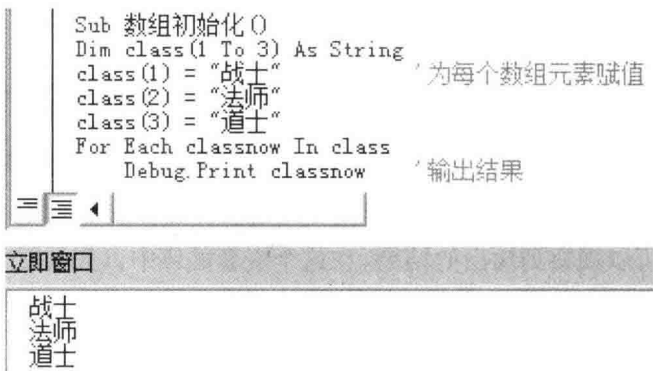 Sub 数组初始化()
Dim class(1 To 3) As String
class(1) = "战士" '为每个数组元素赋值
class(2) = "法师"
class(3) = "道士"
For Each classnow In class
Debug.Print classnow '输出结果
立即窗口
战士
法师
道士